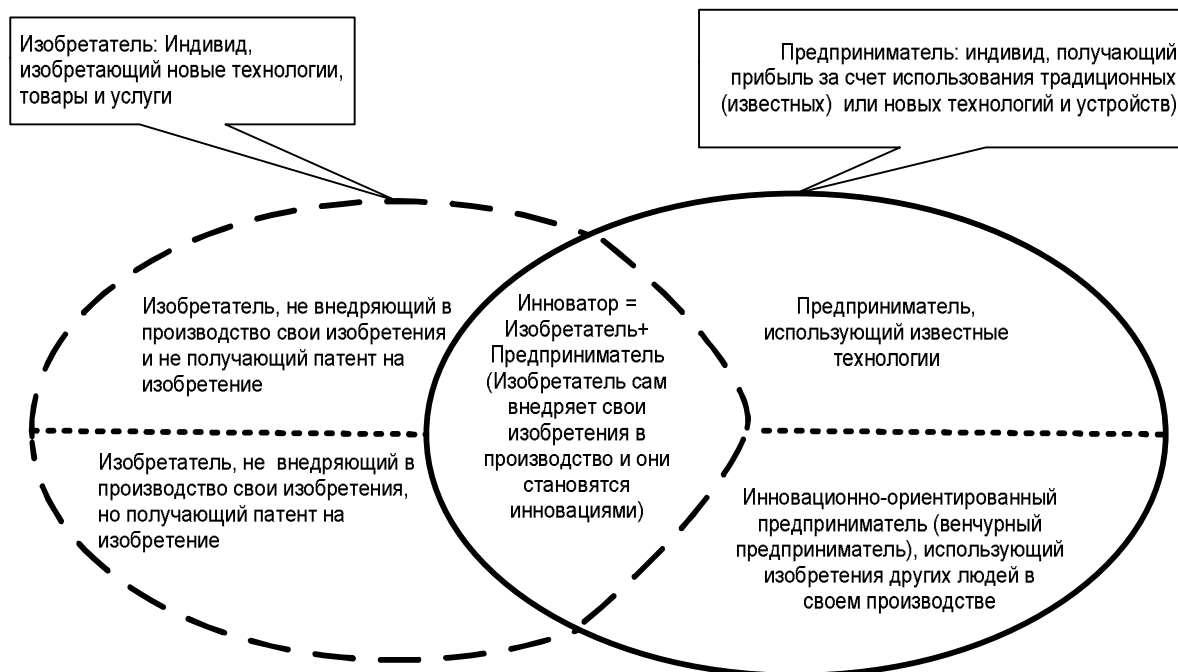 Изобретатель: Индивид,
изобретающий новые технологии,
товары и услуги
Предприниматель: индивид, получающий
прибыль за счет использования традиционных
(известных) или новых технологий и устройств)
Изобретатель, не внедряющий в
производство свои изобретения
и не получающий патент на
изобретение
Изобретатель, не внедряющий в
производство свои изобретения,
но получающий патент на
изобретение
Инноватор =
Изобретатель+
Предприниматель
(Изобретатель сам
внедряет свои
изобретения в
производство и они
становятся
инновациями)
Предприниматель,
использующий известные
технологии
Инновационно-ориентированный
предприниматель (венчурный
предприниматель), использующий
изобретения других людей в
своем производстве